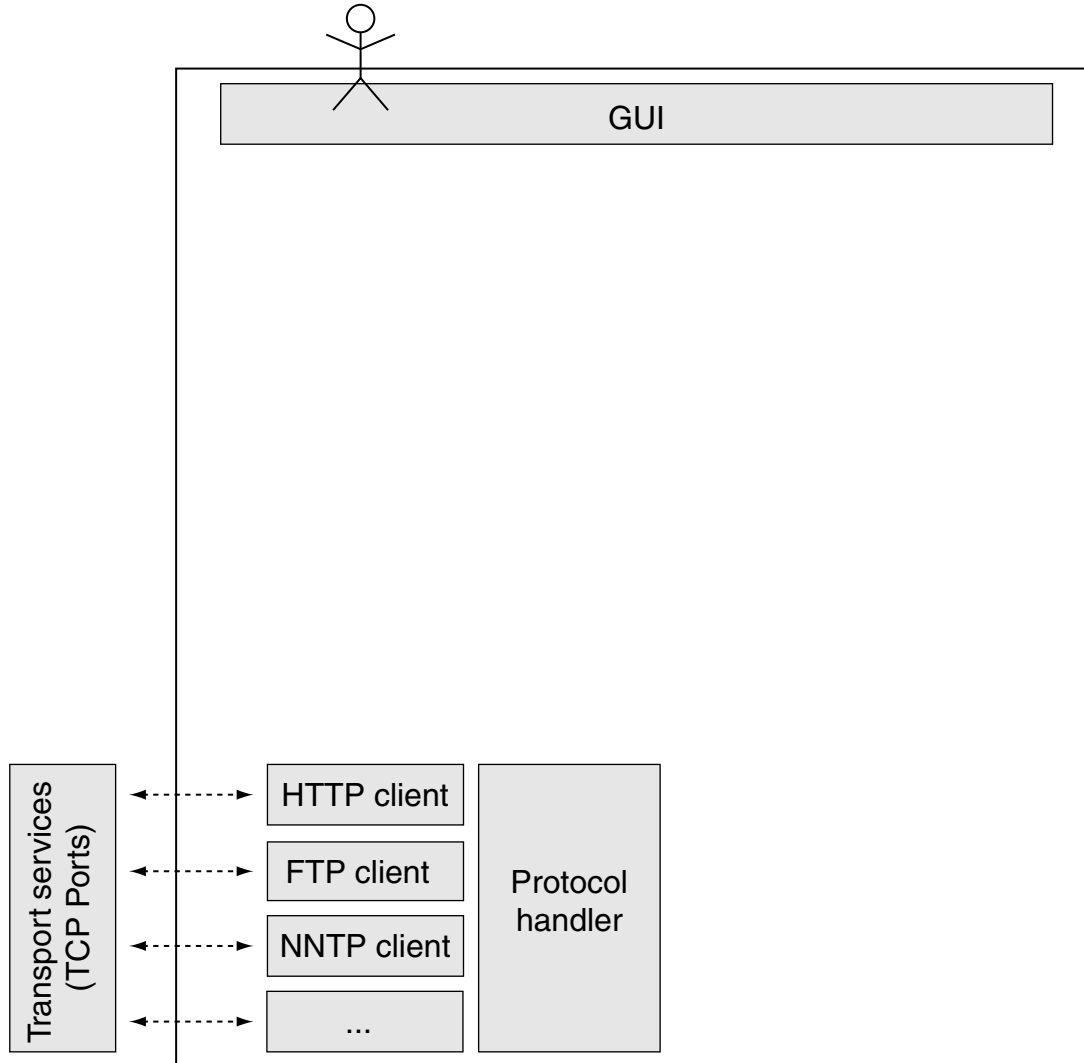 GUI
Transport services
(TCP Ports)
HTTP client
FTP client
NNTP client
...
Protocol
handler